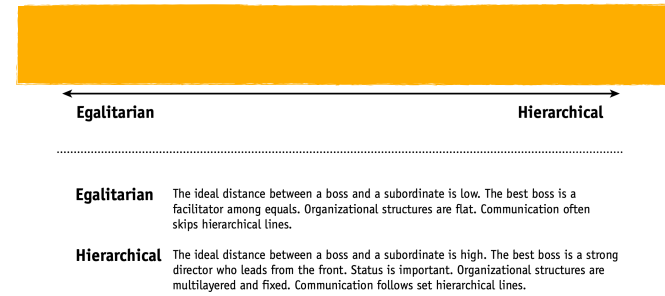 Egalitarian Hierarchical
Egalitarian The ideal distance between a boss and a subordinate is low. The best boss is a
facilitator among equals. Organizational structures are flat. Communication often
skips hierarchical lines.
Hierarchical The ideal distance between a boss and a subordinate is high. The best boss is a strong
director who leads from the front. Status is important. Organizational structures are
multilayered and fixed. Communication follows set hierarchical lines.